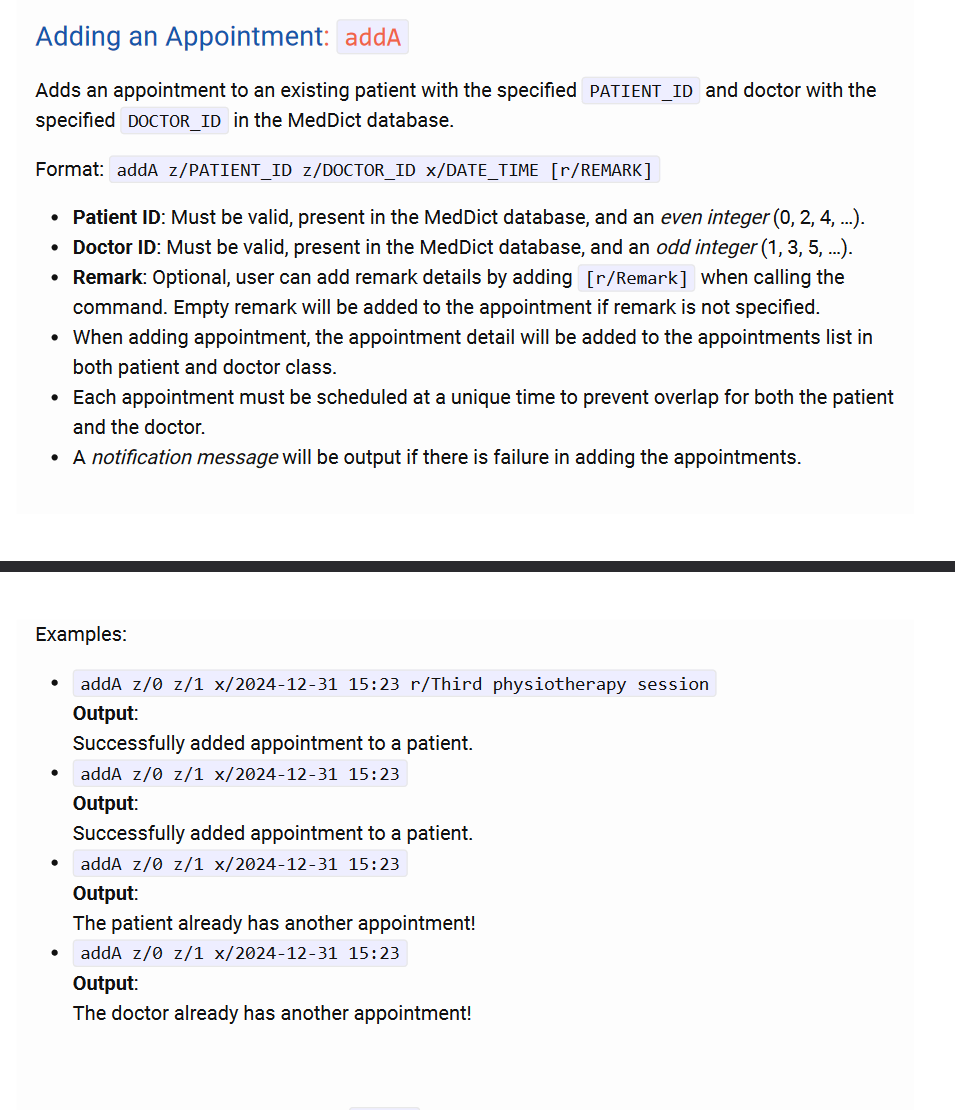 Adding an Appointment: addA
Adds an appointment to an existing patient with the specified PATIENT_ID and doctor with the
specified DOCTOR_ID in the MedDict database.
Format: addA z/PATIENT_ID z/DOCTOR_ID x/DATE_TIME [r/REMARK]
• Patient ID: Must be valid, present in the MedDict database, and an even integer (0, 2, 4, …).
• Doctor ID: Must be valid, present in the MedDict database, and an odd integer (1, 3, 5, …).
• Remark: Optional, user can add remark details by adding [r/Remark] when calling the
command. Empty remark will be added to the appointment if remark is not specified.
• When adding appointment, the appointment detail will be added to the appointments list in
both patient and doctor class.
• Each appointment must be scheduled at a unique time to prevent overlap for both the patient
and the doctor.
• A notification message will be output if there is failure in adding the appointments.
Examples:
• addA z/0 z/1 x/2024-12-31 15:23 r/Third physiotherapy session
Output:
Successfully added appointment to a patient.
• addA z/0 z/1 x/2024-12-31 15:23
Output:
Successfully added appointment to a patient.
• addA z/0 z/1 x/2024-12-31 15:23
Output:
The patient already has another appointment!
• addA z/0 z/1 x/2024-12-31 15:23
Output:
The doctor already has another appointment!